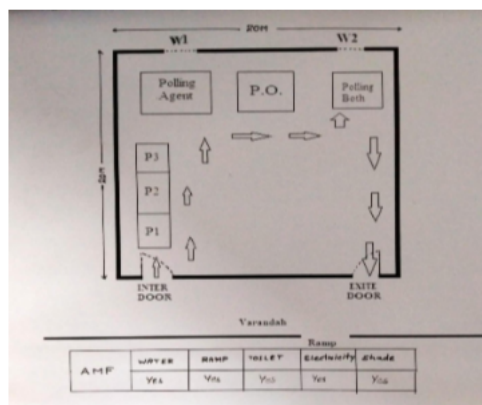 20M
W1 W2
Polling
Agent
P.O.
Polling
Both
P3
P2
P1
INTER
DOOR
EXITE
DOOR
Varandah
Ramp
AMF
WATER RAMP TOILET Electricity Shade
Yes Yes Yes Yes Yes